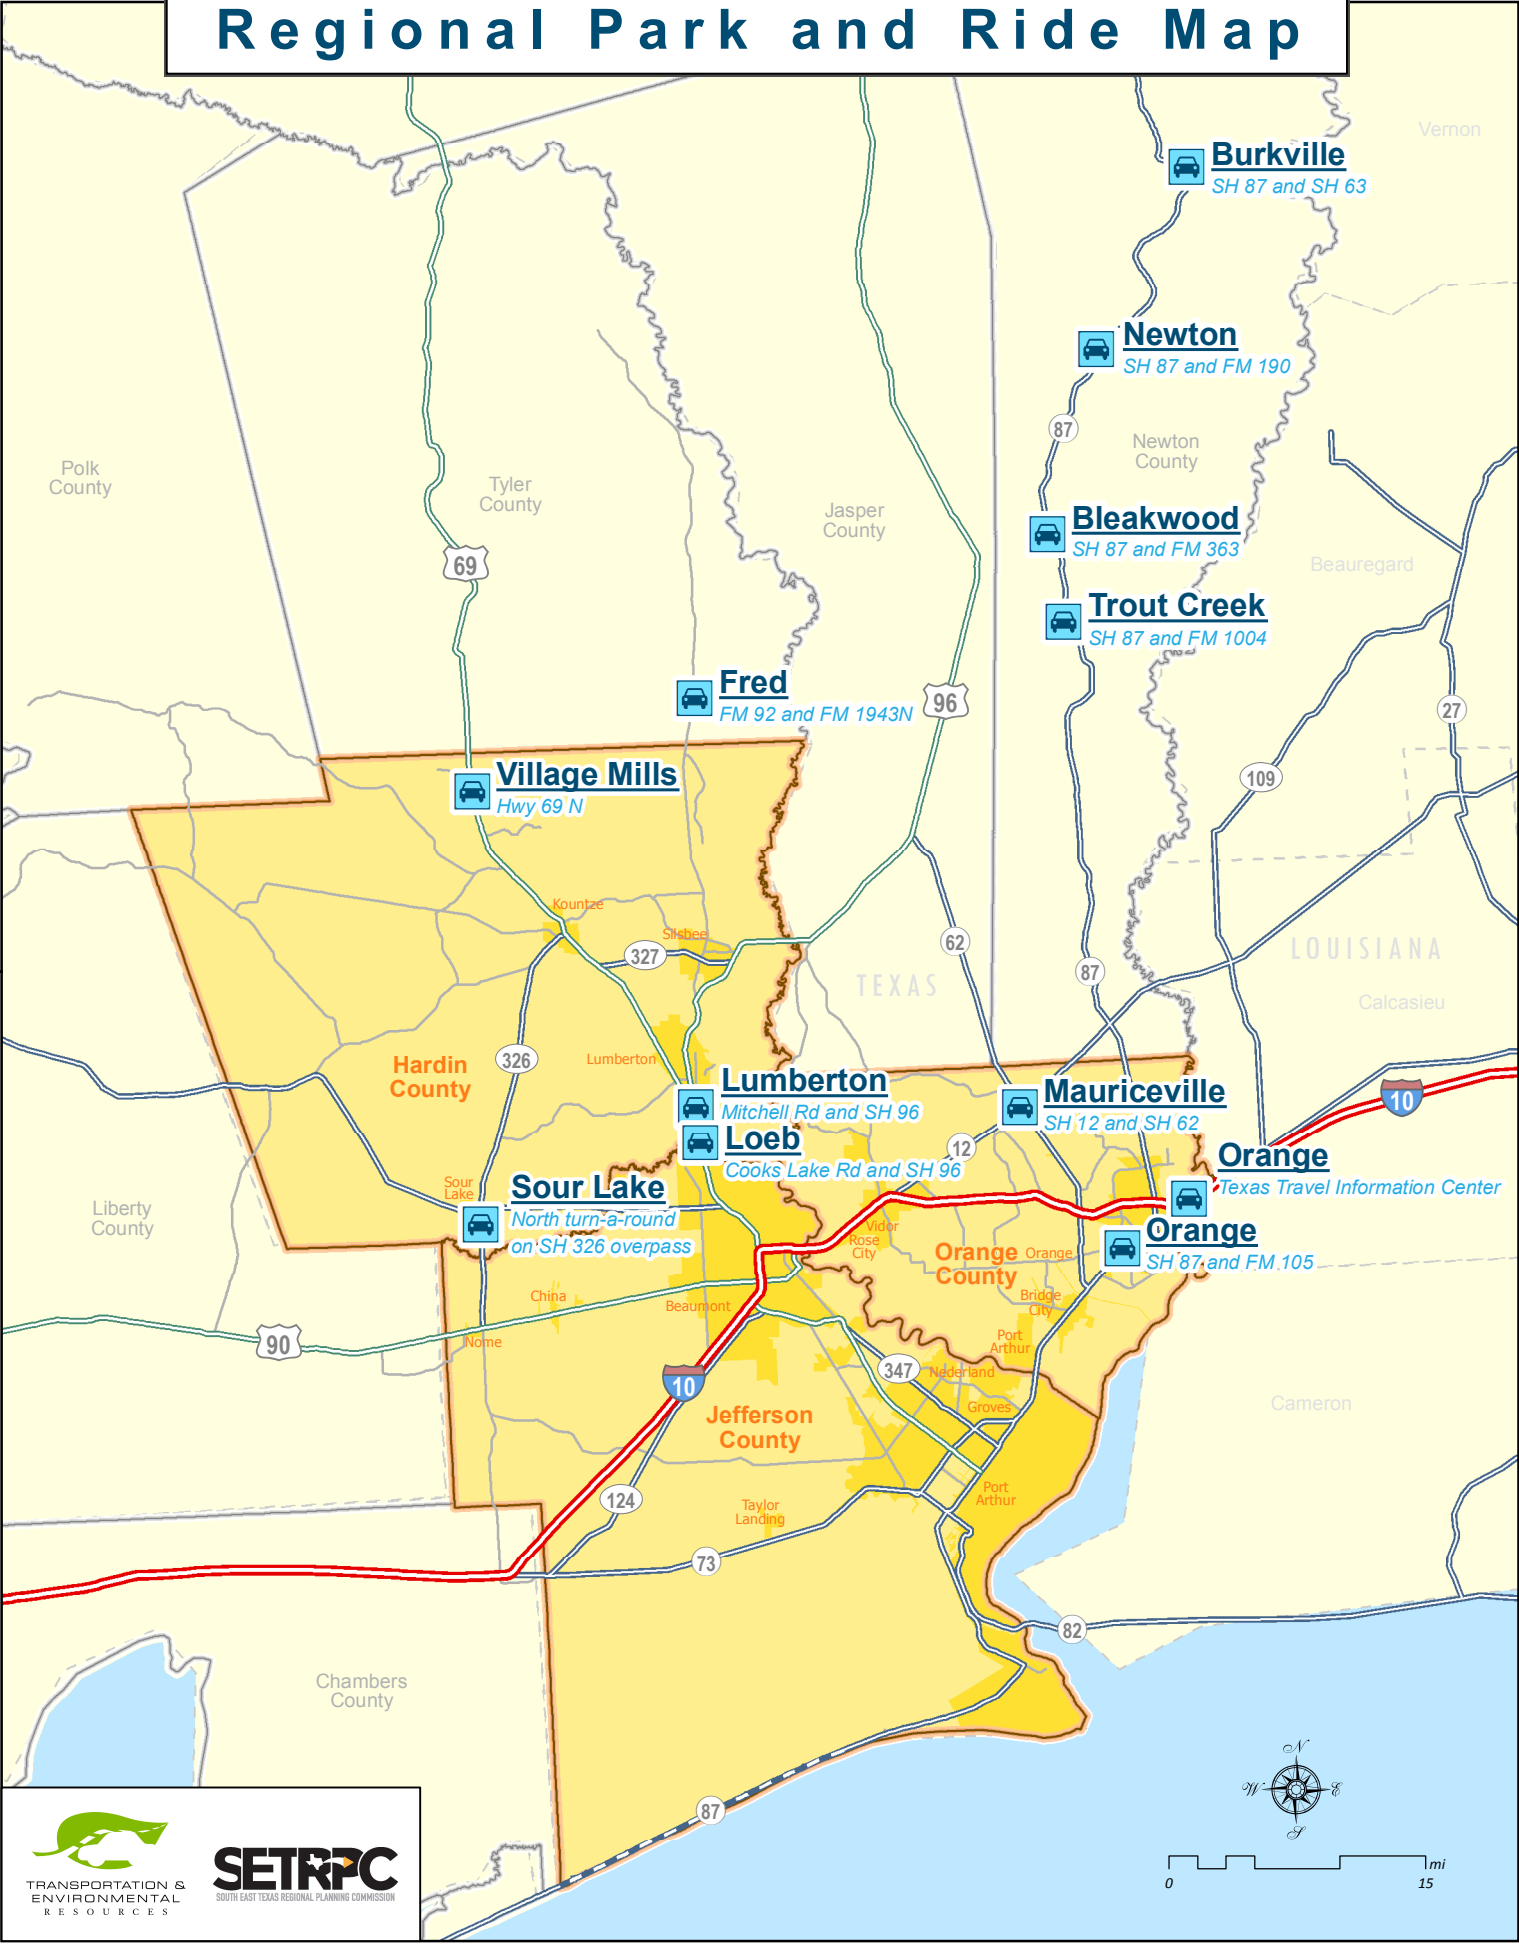 Regional Park and Ride Map
Vernon
Burkville
SH 87 and SH 63
Newton
SH 87 and FM 190
87
Newton
County
Polk
County
Tyler
County
Jasper
County
Bleakwood
SH 87 and FM 363
69
Beauregard
Trout Creek
SH 87 and FM 1004
Fred
FM 92 and FM 1943N
96
27
Village Mills
Hwy 69 N
109
Kountze
Silsbee
327
62
87
LOUISIANA
TEXAS
Calcasieu
Hardin
County
326
Lumberton
Lumberton
Mitchell Rd and SH 96
Mauriceville
SH 12 and SH 62
10
Loeb
Cooks Lake Rd and SH 96
12
Orange
Texas Travel Information Center
Sour
Lake
Sour Lake
North turn-a-round
on SH 326 overpass
Liberty
County
Vidor
Rose
City
Orange
County
Orange
Orange
SH 87 and FM 105
China
Beaumont
Bridge
City
90
Nome
Port
Arthur
347
Nederland
10
Groves
Jefferson
County
Cameron
124
Taylor
Landing
Port
Arthur
73
82
Chambers
County
87
N
W
E
S
mi
0
15
TRANSPORTATION &
ENVIRONMENTAL
RESOURCES
SETRPC
SOUTH EAST TEXAS REGIONAL PLANNING COMMISSION